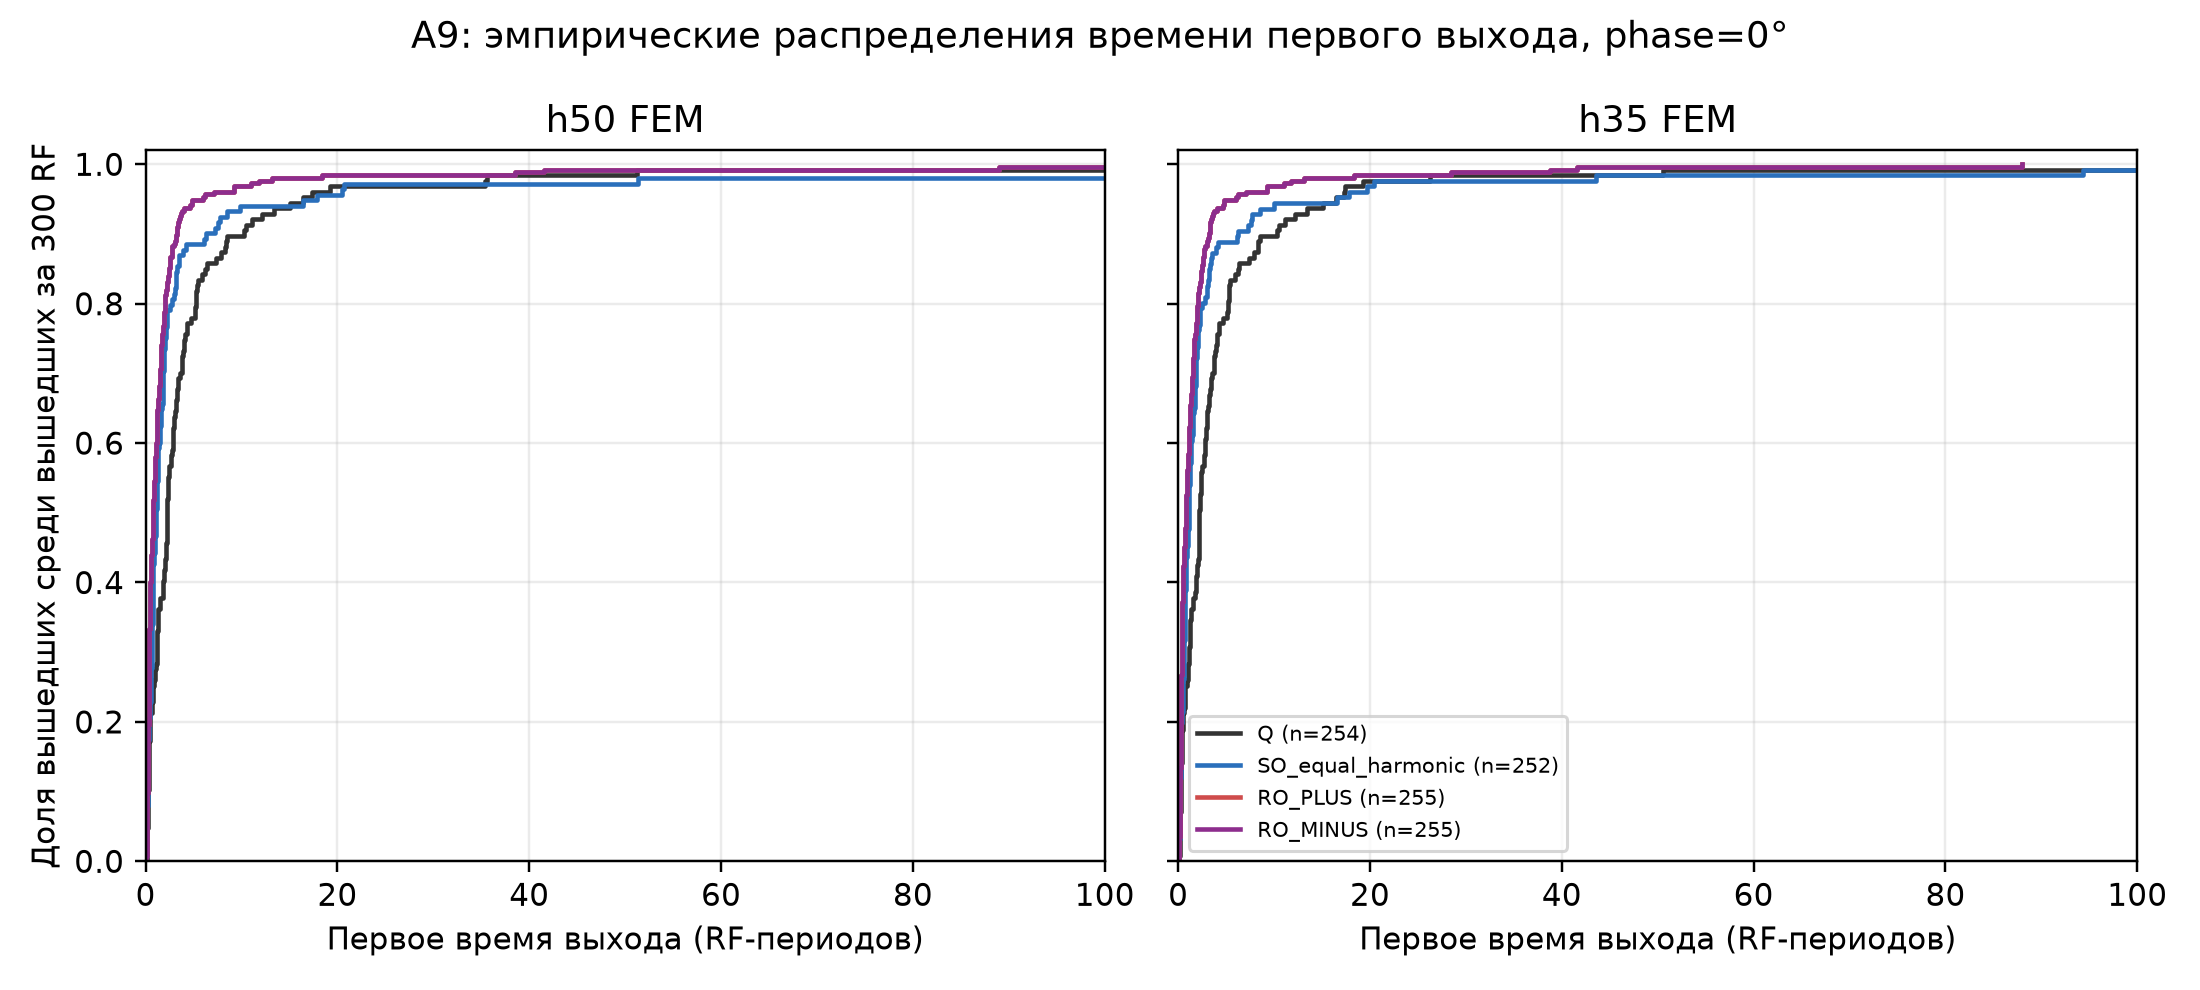 A9: эмпирические распределения времени первого выхода, phase=0°
h50 FEM
h35 FEM
Доля вышедших среди вышедших за 300 RF
1.0
0.8
0.6
0.4
0.2
0.0
0 20 40 60 80 100
0 20 40 60 80 100
Первое время выхода (RF-периодов)
Первое время выхода (RF-периодов)
Q (n=254)
SO_equal_harmonic (n=252)
RO_PLUS (n=255)
RO_MINUS (n=255)